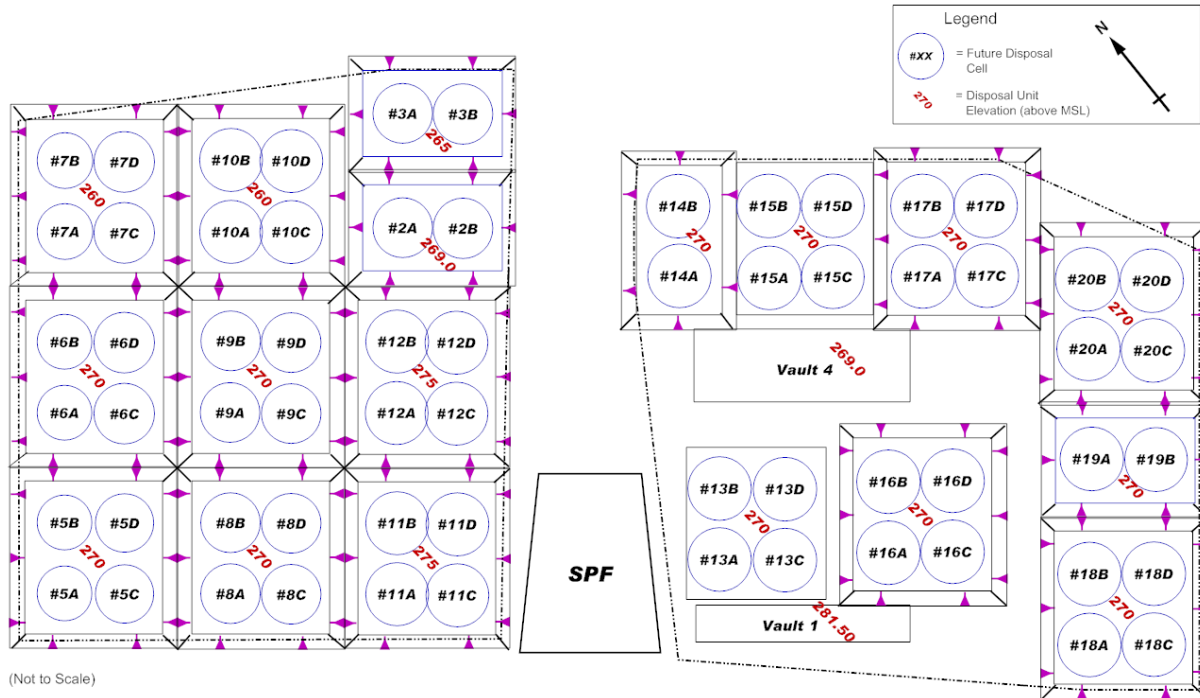 Legend
#XX
= Future Disposal
Cell
270
= Disposal Unit
Elevation (above MSL)
N
#3A #3B
265
#7B #7D
260
#7A #7C
#10B #10D
260
#10A #10C
#2A #2B
269.0
#6B #6D
270
#6A #6C
#9B #9D
270
#9A #9C
#12B #12D
275
#12A #12C
#5B #5D
270
#5A #5C
#8B #8D
270
#8A #8C
#11B #11D
275
#11A #11C
SPF
#14B
270
#14A
#15B #15D
270
#15A #15C
#17B #17D
270
#17A #17C
#20B #20D
270
#20A #20C
Vault 4
269.0
#13B #13D
270
#13A #13C
#16B #16D
270
#16A #16C
#19A #19B
270
#18B #18D
270
#18A #18C
Vault 1
281.50
(Not to Scale)